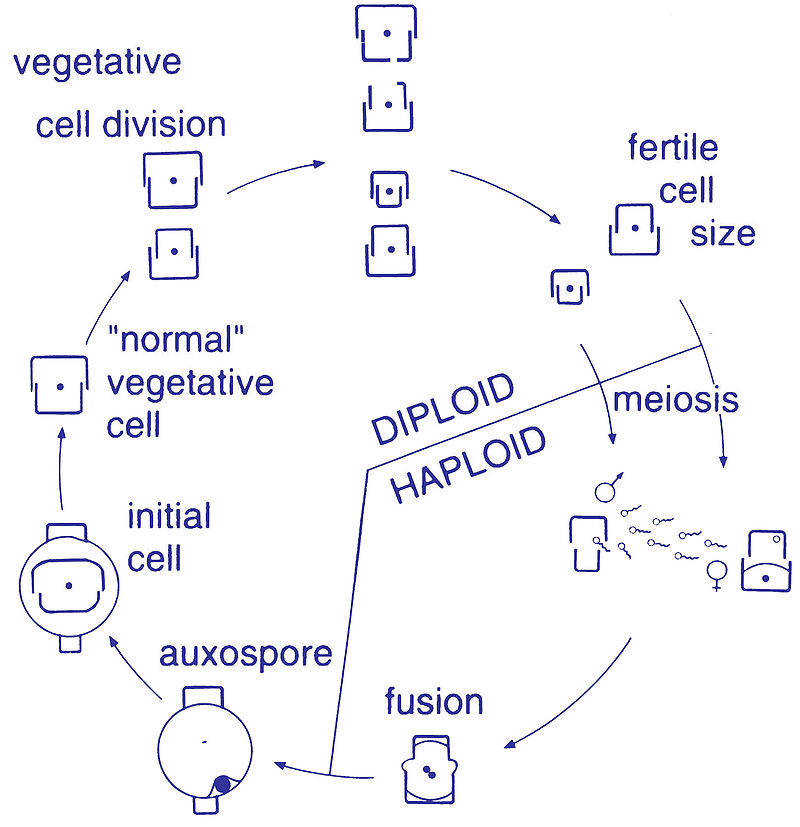 vegetative
cell division
fertile
cell
size
"normal"
vegetative
cell
DIPLOID
HAPLOID
meiosis
initial
cell
auxospore
fusion